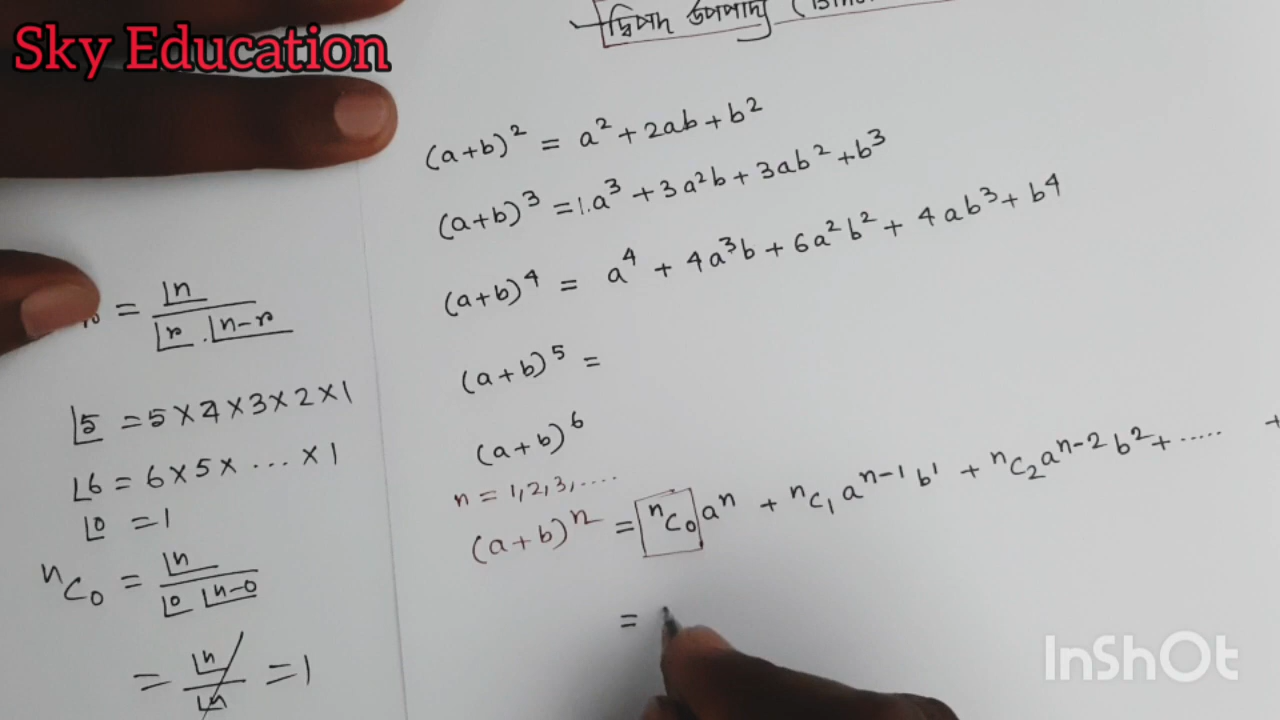 Sky Education
দ্বিপদ উপপাদ্য
(a+b)² = a² + 2ab + b²
(a+b)³ = 1.a³ + 3a²b + 3ab² + b³
(a+b)⁴ = a⁴ + 4a³b + 6a²b² + 4ab³ + b⁴
(a+b)⁵ =
(a+b)⁶
n = 1,2,3,....
(a+b)ⁿ = ⁿC₀ aⁿ + ⁿC₁ aⁿ⁻¹ b¹ + ⁿC₂ aⁿ⁻² b² + ..... +
=
= ⌊n / ⌊r . ⌊n-r
⌊5 = 5×4×3×2×1
⌊6 = 6×5×...×1
⌊0 = 1
ⁿC₀ = ⌊n / ⌊0 ⌊n-0
= ⌊n / ⌊n = 1
InShOt